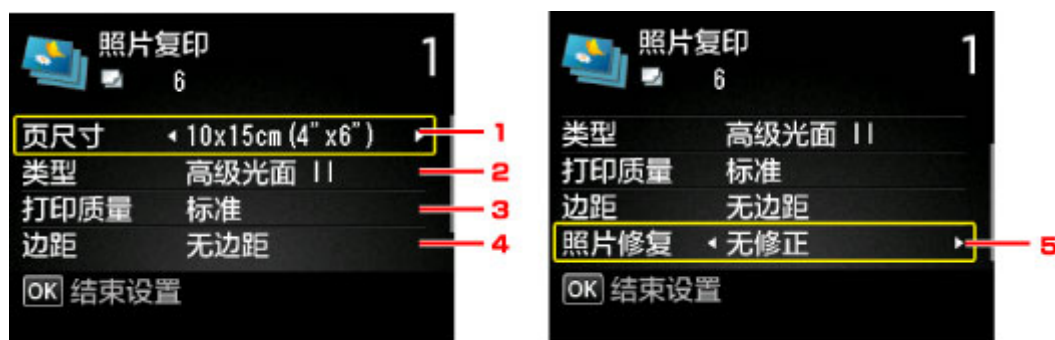 照片复印
6
1
页尺寸 10x15cm(4"x6") 1
类型 高级光面 II 2
打印质量 标准 3
边距 无边距 4
OK 结束设置
照片复印
6
1
类型 高级光面 II
打印质量 标准
边距 无边距
照片修复 无修正 5
OK 结束设置